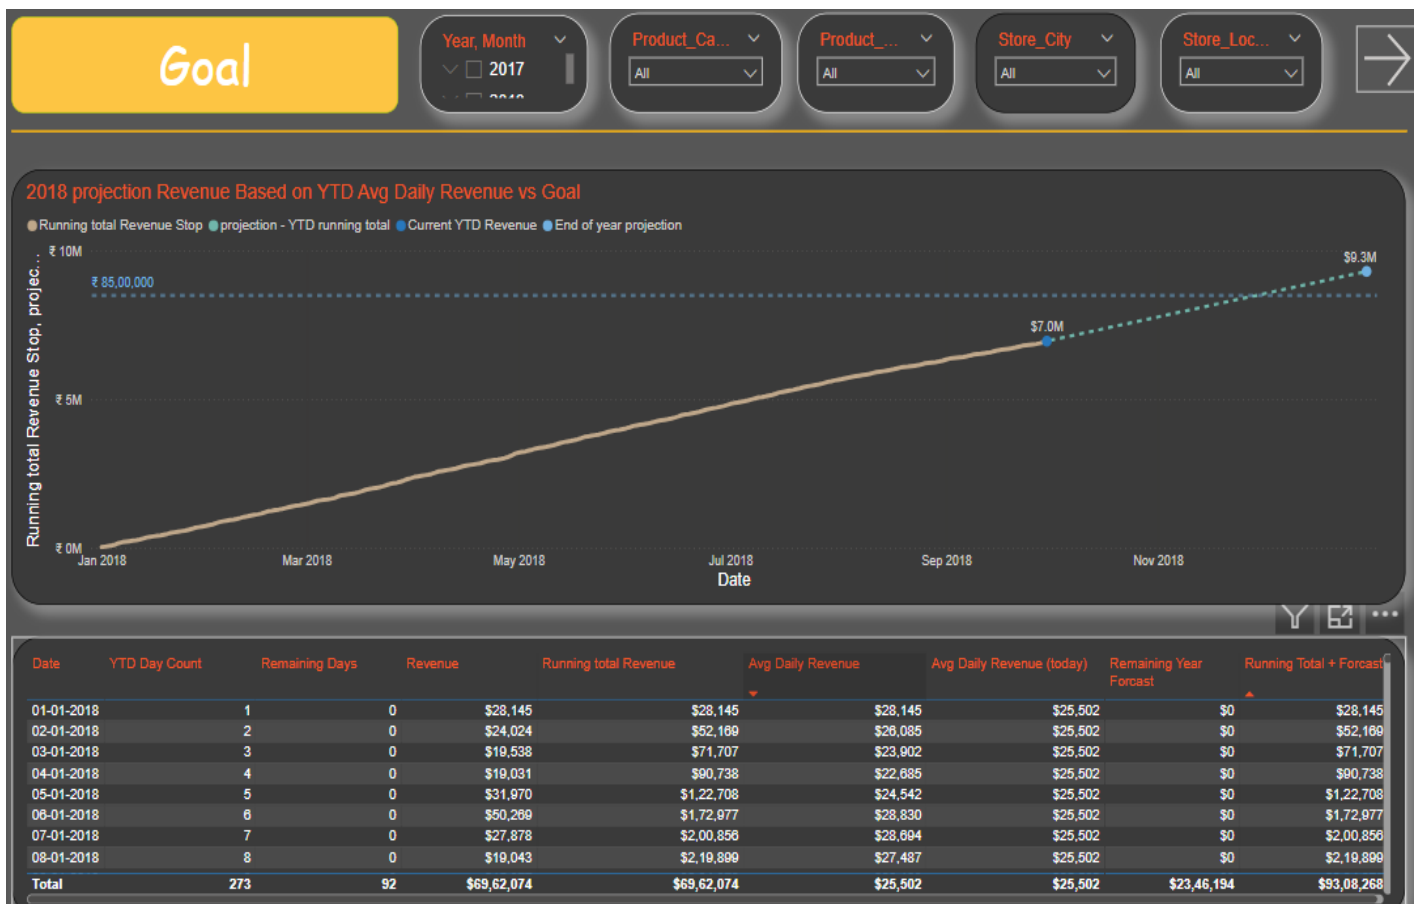 Goal
Year, Month
2017
Product_Ca...
All
Product_...
All
Store_City
All
Store_Loc...
All
2018 projection Revenue Based on YTD Avg Daily Revenue vs Goal
Running total Revenue Stop projection - YTD running total Current YTD Revenue End of year projection
Running total Revenue Stop, projec...
₹ 10M
₹ 85,00,000
$9.3M
$7.0M
₹ 5M
₹ 0M
Jan 2018 Mar 2018 May 2018 Jul 2018 Sep 2018 Nov 2018
Date
Date YTD Day Count Remaining Days Revenue Running total Revenue Avg Daily Revenue Avg Daily Revenue (today) Remaining Year Forcast Running Total + Forcast
01-01-2018 1 0 $28,145 $28,145 $28,145 $25,502 $0 $28,145
02-01-2018 2 0 $24,024 $52,169 $26,085 $25,502 $0 $52,169
03-01-2018 3 0 $19,538 $71,707 $23,902 $25,502 $0 $71,707
04-01-2018 4 0 $19,031 $90,738 $22,685 $25,502 $0 $90,738
05-01-2018 5 0 $31,970 $1,22,708 $24,542 $25,502 $0 $1,22,708
06-01-2018 6 0 $50,269 $1,72,977 $28,830 $25,502 $0 $1,72,977
07-01-2018 7 0 $27,878 $2,00,856 $28,694 $25,502 $0 $2,00,856
08-01-2018 8 0 $19,043 $2,19,899 $27,487 $25,502 $0 $2,19,899
Total 273 92 $69,62,074 $69,62,074 $25,502 $25,502 $23,46,194 $93,08,268